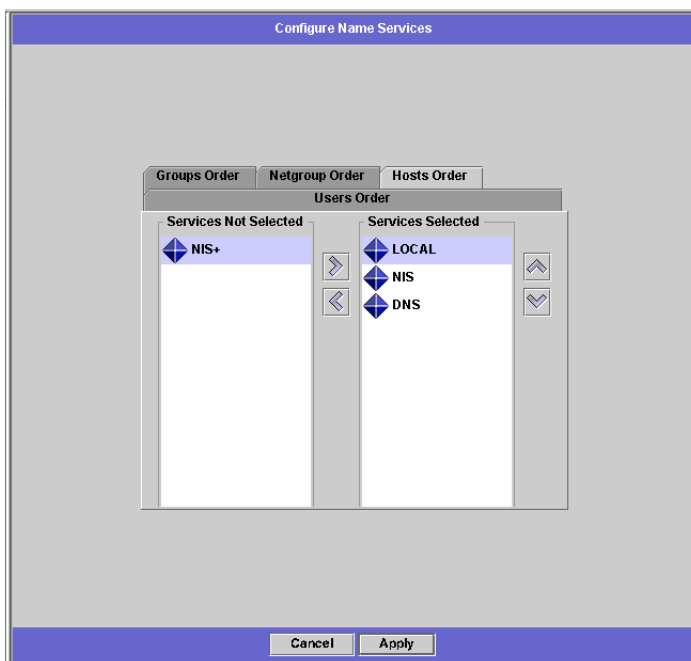 Configure Name Services
Groups Order
Netgroup Order
Hosts Order
Users Order
Services Not Selected
NIS+
Services Selected
LOCAL
NIS
DNS
Cancel
Apply